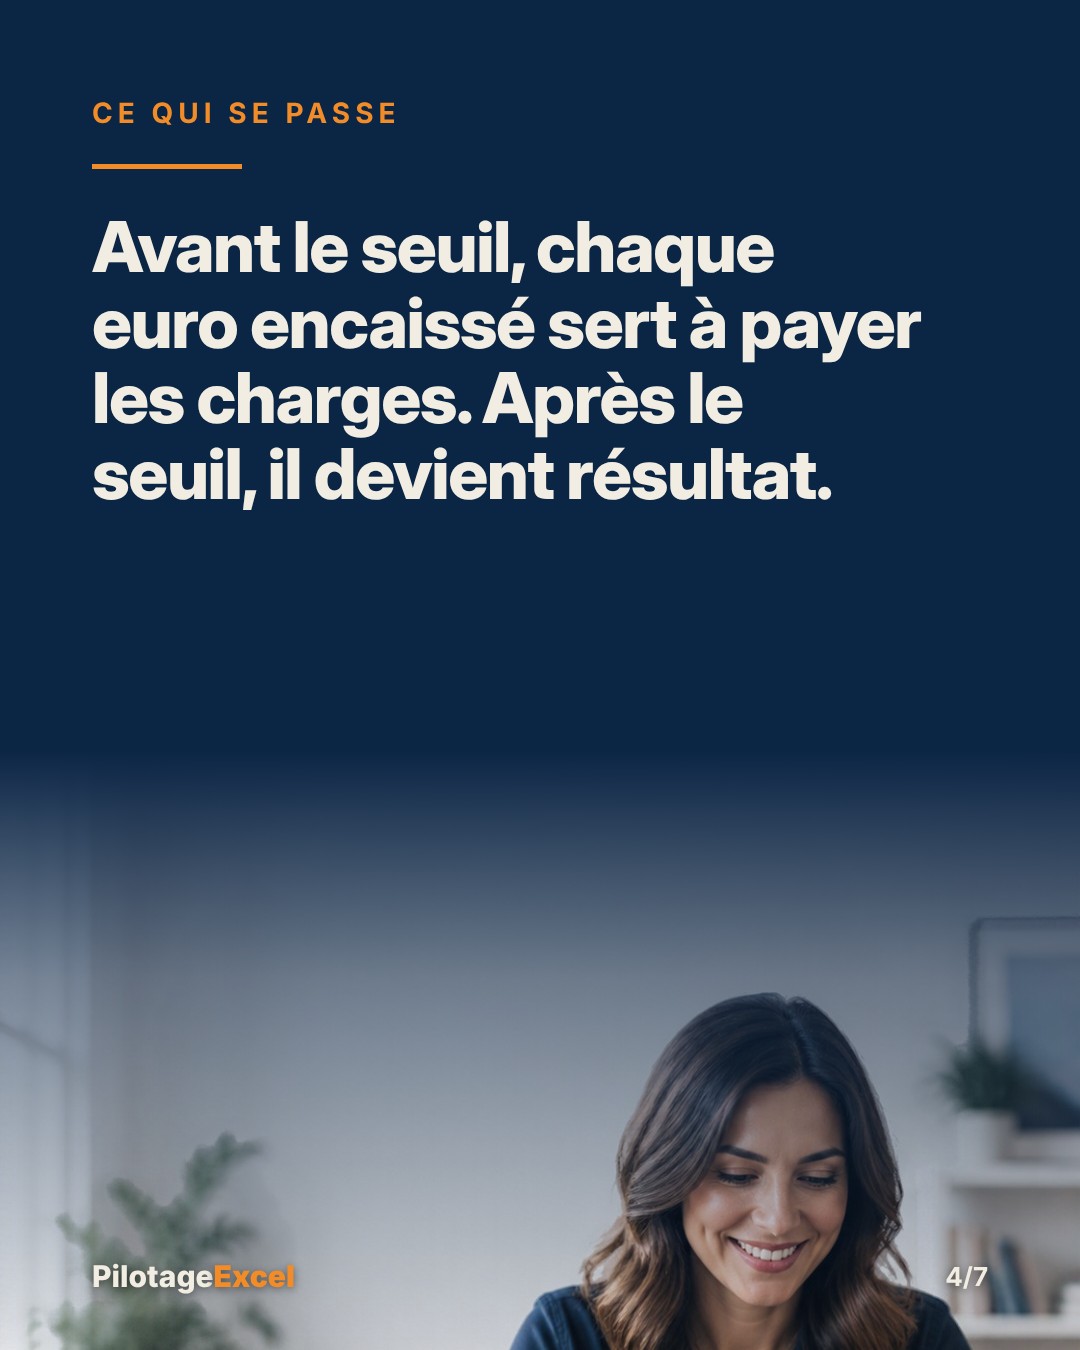 CE QUI SE PASSE
Avant le seuil, chaque
euro encaissé sert à payer
les charges. Après le
seuil, il devient résultat.
PilotageExcel
4/7